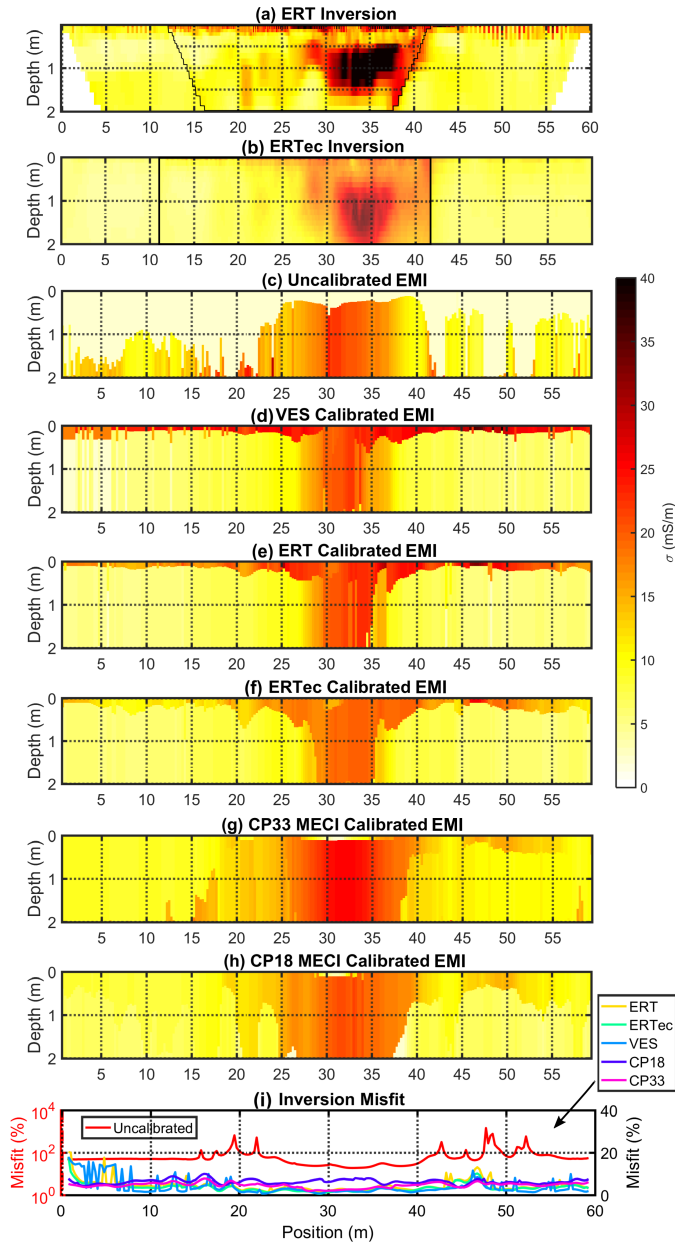 (a) ERT Inversion
0
1
2
Depth (m)
0 5 10 15 20 25 30 35 40 45 50 55 60
(b) ERTec Inversion
0
1
2
Depth (m)
0 5 10 15 20 25 30 35 40 45 50 55
(c) Uncalibrated EMI
0
1
2
Depth (m)
5 10 15 20 25 30 35 40 45 50 55
(d) VES Calibrated EMI
0
1
2
Depth (m)
5 10 15 20 25 30 35 40 45 50 55
(e) ERT Calibrated EMI
0
1
2
Depth (m)
5 10 15 20 25 30 35 40 45 50 55
(f) ERTec Calibrated EMI
0
1
2
Depth (m)
5 10 15 20 25 30 35 40 45 50 55
40
35
30
25
20
15
10
5
0
σ (mS/m)
(g) CP33 MECI Calibrated EMI
0
1
2
Depth (m)
5 10 15 20 25 30 35 40 45 50 55
(h) CP18 MECI Calibrated EMI
0
1
2
Depth (m)
5 10 15 20 25 30 35 40 45 50 55
ERT
ERTec
VES
CP18
CP33
(i) Inversion Misfit
Uncalibrated
10⁴
10²
10⁰
Misfit (%)
40
20
0
Misfit (%)
0 10 20 30 40 50 60
Position (m)